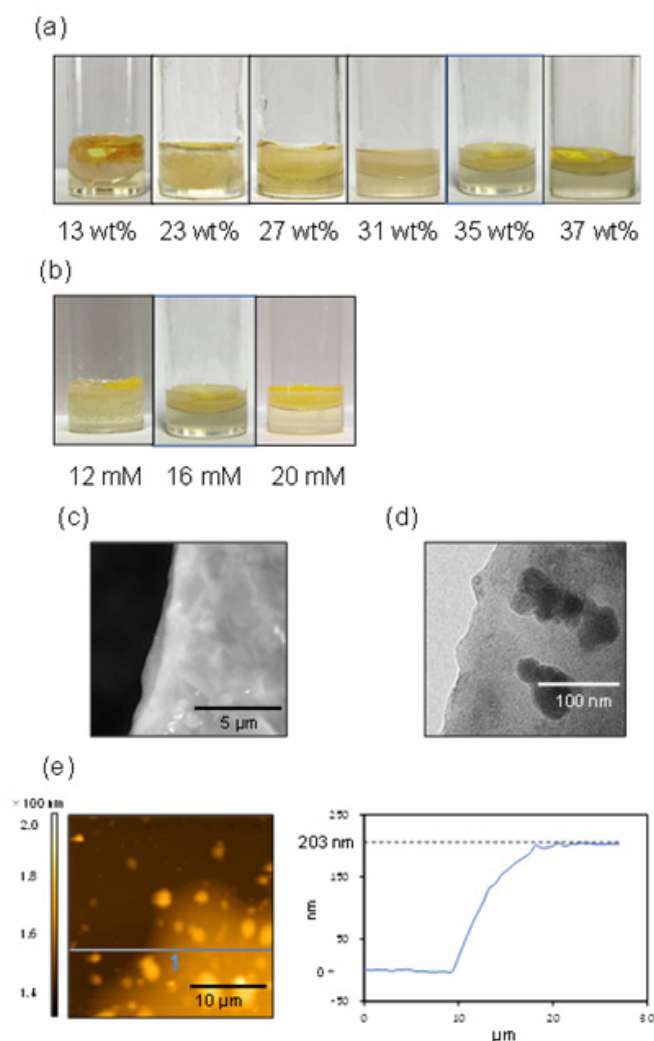 (a)
13 wt% 23 wt% 27 wt% 31 wt% 35 wt% 37 wt%
(b)
12 mM 16 mM 20 mM
(c) (d)
5 µm
100 nm
(e)
× 100 nm
2.0
1.8
1.6
1.4
1
10 µm
250
203 nm
150
50
0
-50
nm
0 10 20 30
µm